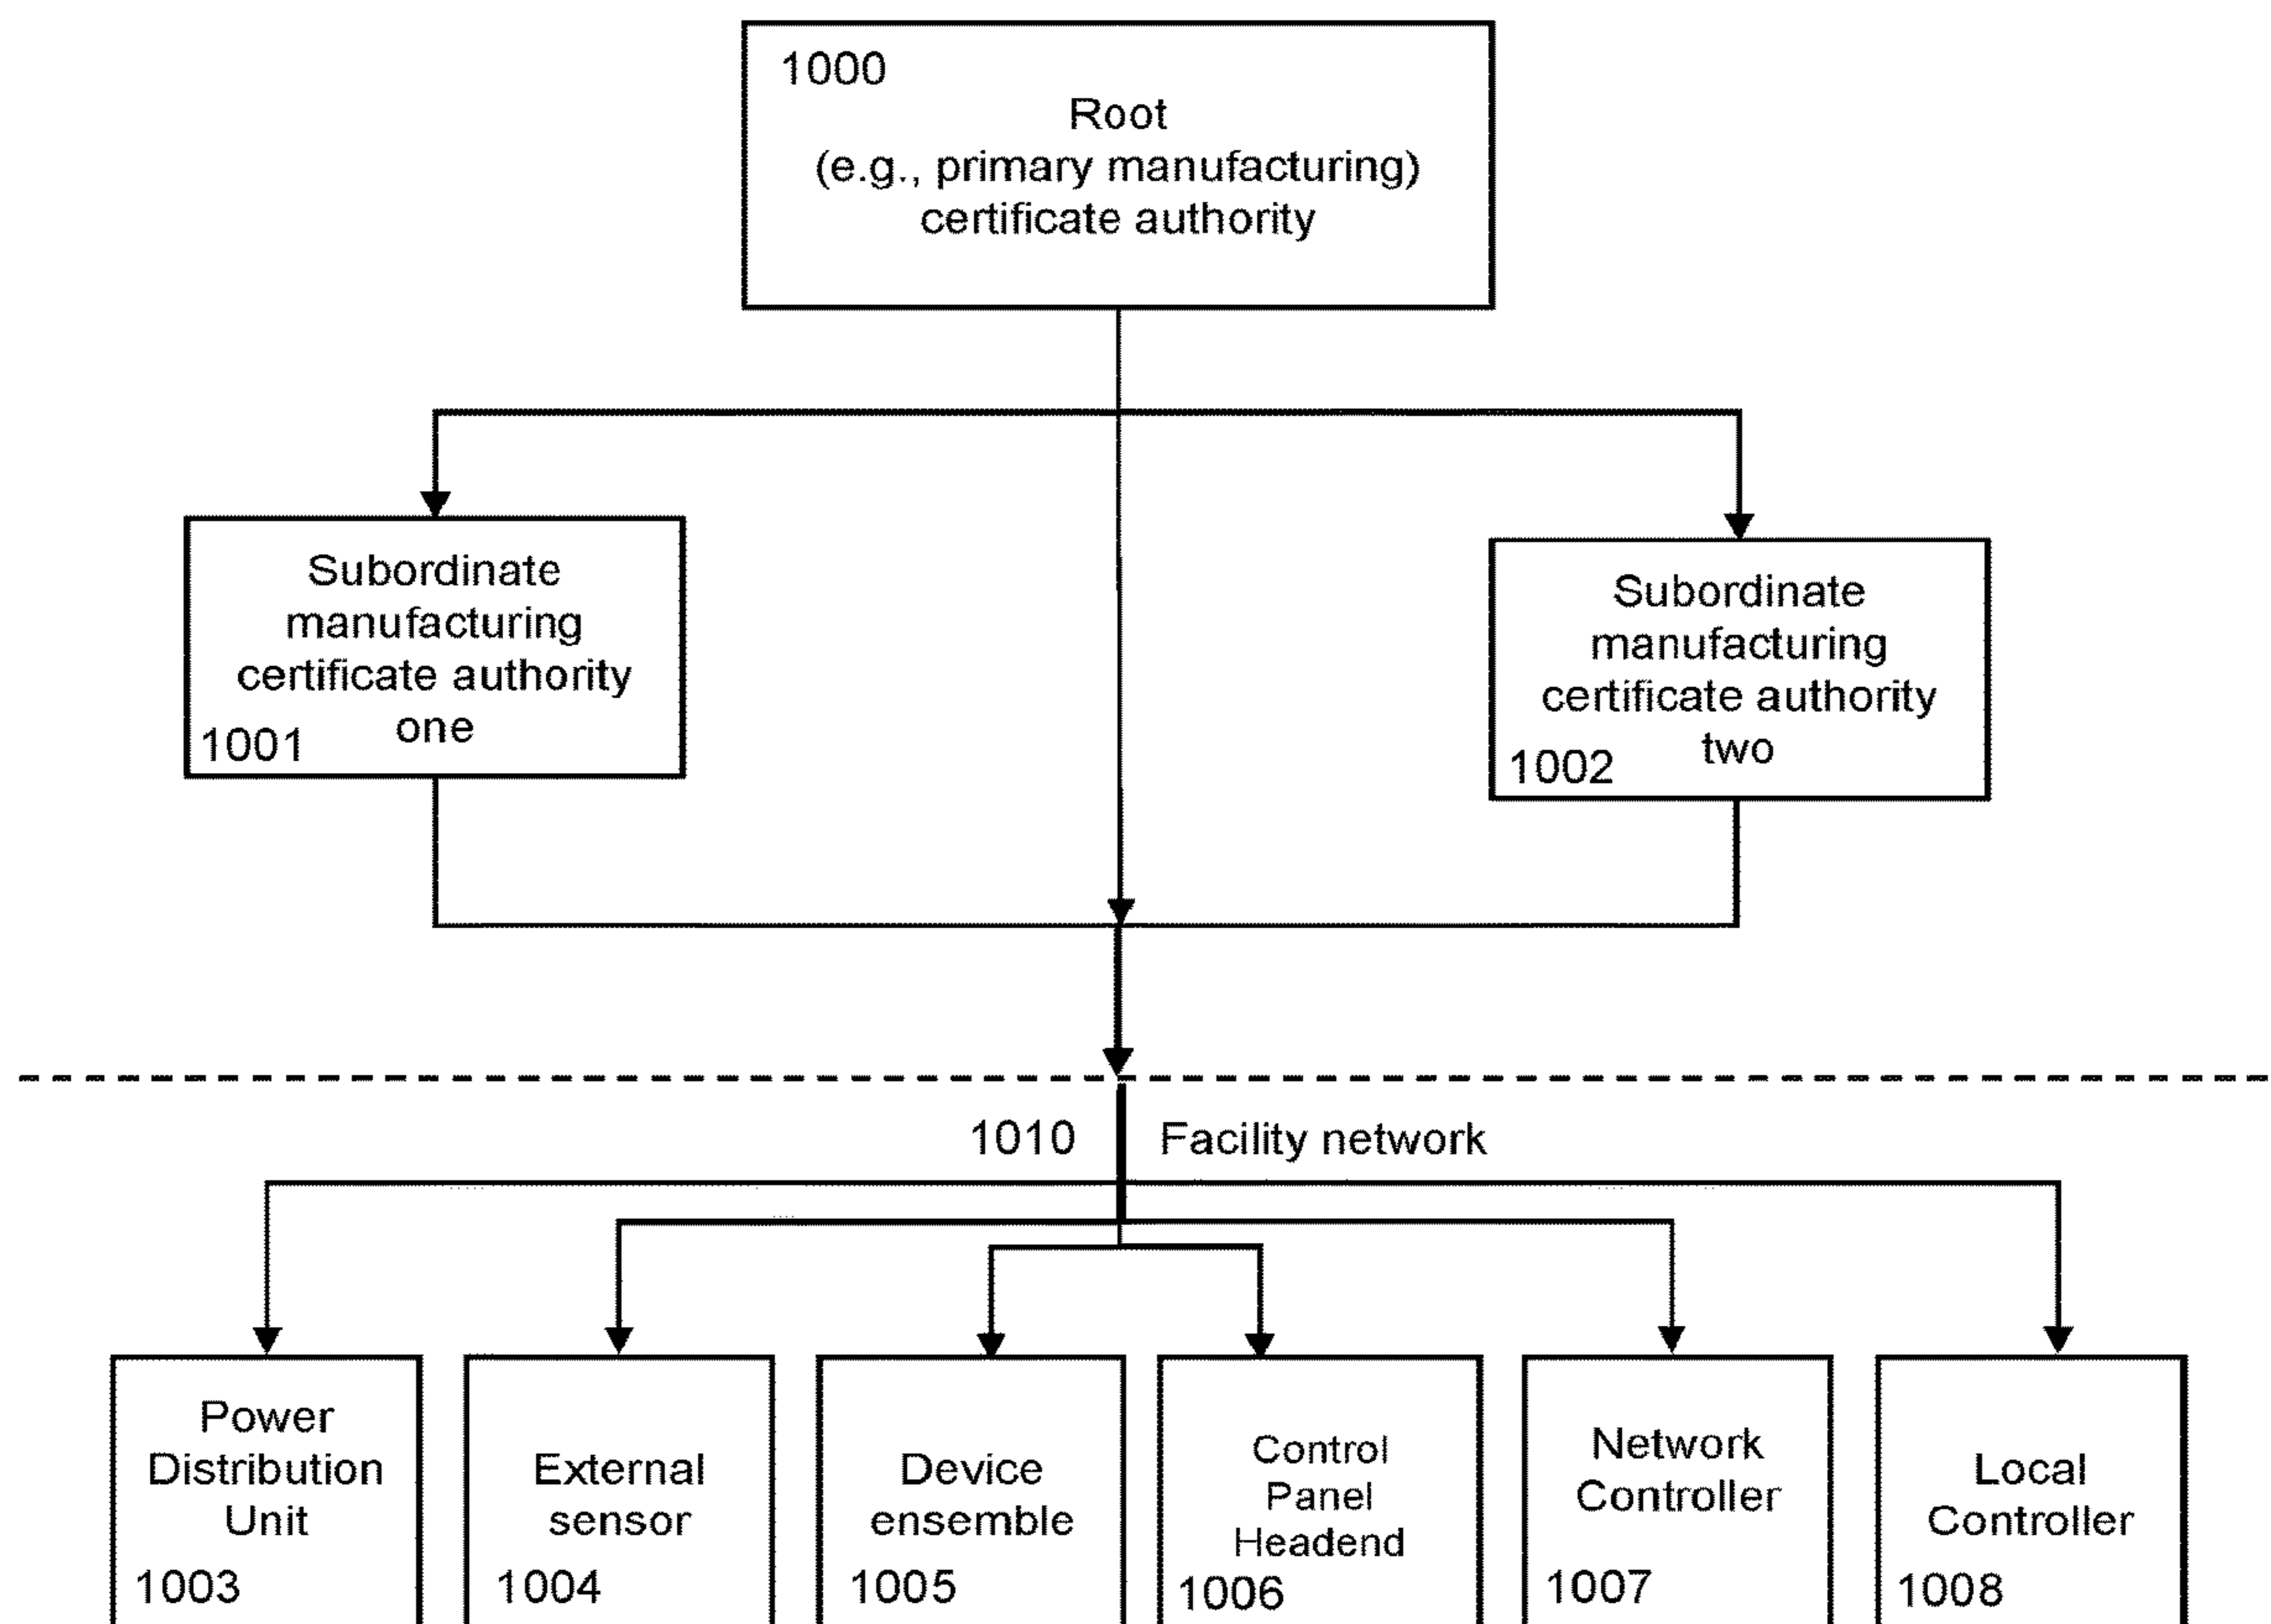 1000
Root
(e.g., primary manufacturing)
certificate authority
Subordinate
manufacturing
certificate authority
one
1001
Subordinate
manufacturing
certificate authority
two
1002
1010
Facility network
Power
Distribution
Unit
1003
External
sensor
1004
Device
ensemble
1005
Control
Panel
Headend
1006
Network
Controller
1007
Local
Controller
1008